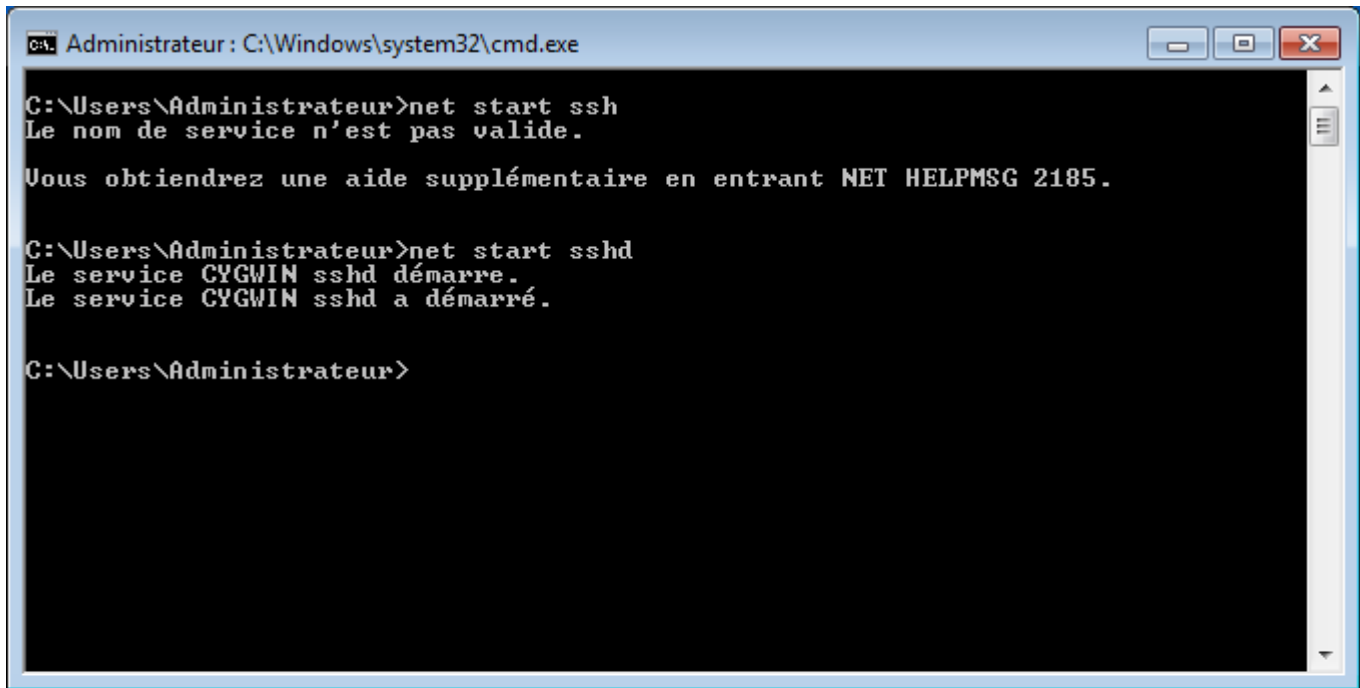 Administrateur : C:\Windows\system32\cmd.exe
C:\Users\Administrateur>net start ssh
Le nom de service n'est pas valide.
Vous obtiendrez une aide supplémentaire en entrant NET HELPMSG 2185.
C:\Users\Administrateur>net start sshd
Le service CYGWIN sshd démarre.
Le service CYGWIN sshd a démarré.
C:\Users\Administrateur>